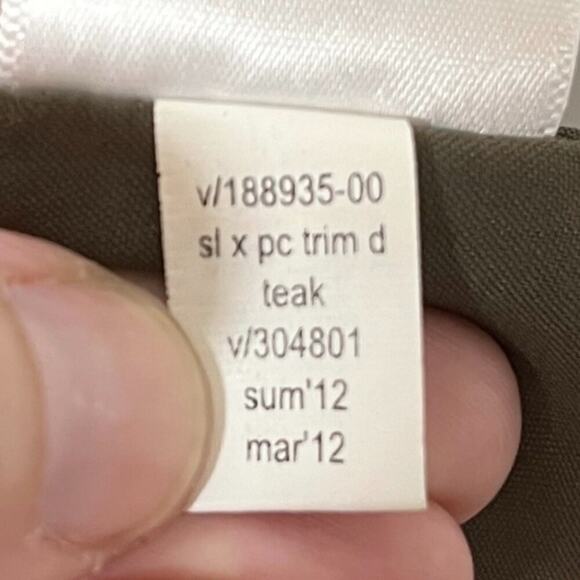 v/188935-00
sl x pc trim d
teak
v/304801
sum'12
mar'12